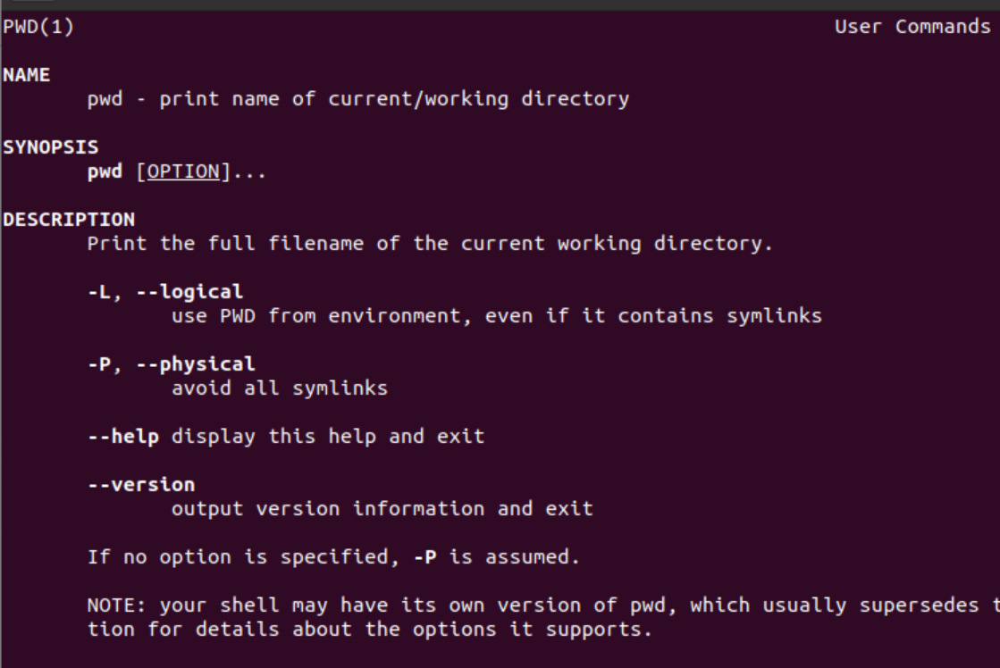 PWD(1) User Commands
NAME
pwd - print name of current/working directory
SYNOPSIS
pwd [OPTION]...
DESCRIPTION
Print the full filename of the current working directory.
-L, --logical
use PWD from environment, even if it contains symlinks
-P, --physical
avoid all symlinks
--help display this help and exit
--version
output version information and exit
If no option is specified, -P is assumed.
NOTE: your shell may have its own version of pwd, which usually supersedes
tion for details about the options it supports.